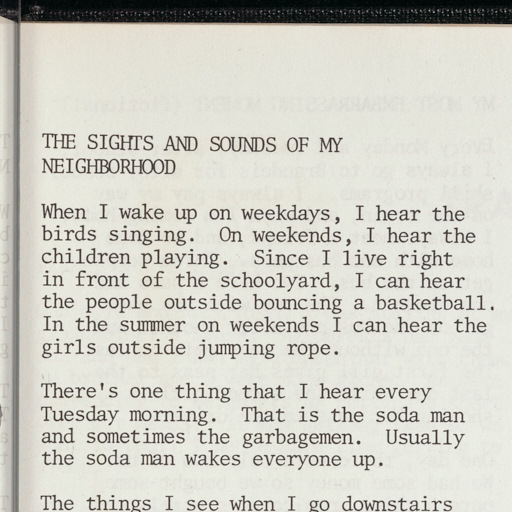 THE SIGHTS AND SOUNDS OF MY
NEIGHBORHOOD
When I wake up on weekdays, I hear the
birds singing.  On weekends, I hear the
children playing.  Since I live right
in front of the schoolyard, I can hear
the people outside bouncing a basketball.
In the summer on weekends I can hear the
girls outside jumping rope.
There's one thing that I hear every
Tuesday morning.  That is the soda man
and sometimes the garbagemen.  Usually
the soda man wakes everyone up.
The things I see when I go downstairs